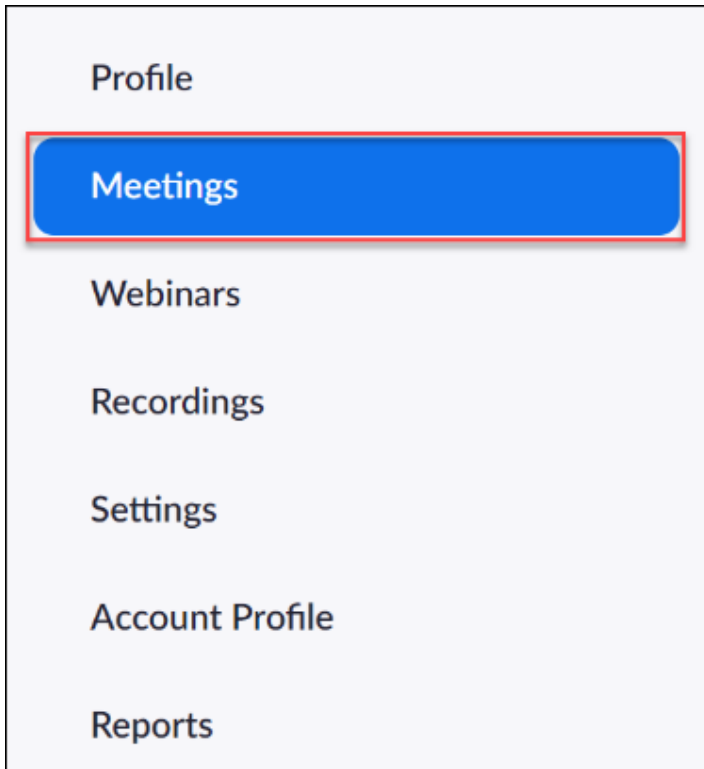 Profile
Meetings
Webinars
Recordings
Settings
Account Profile
Reports